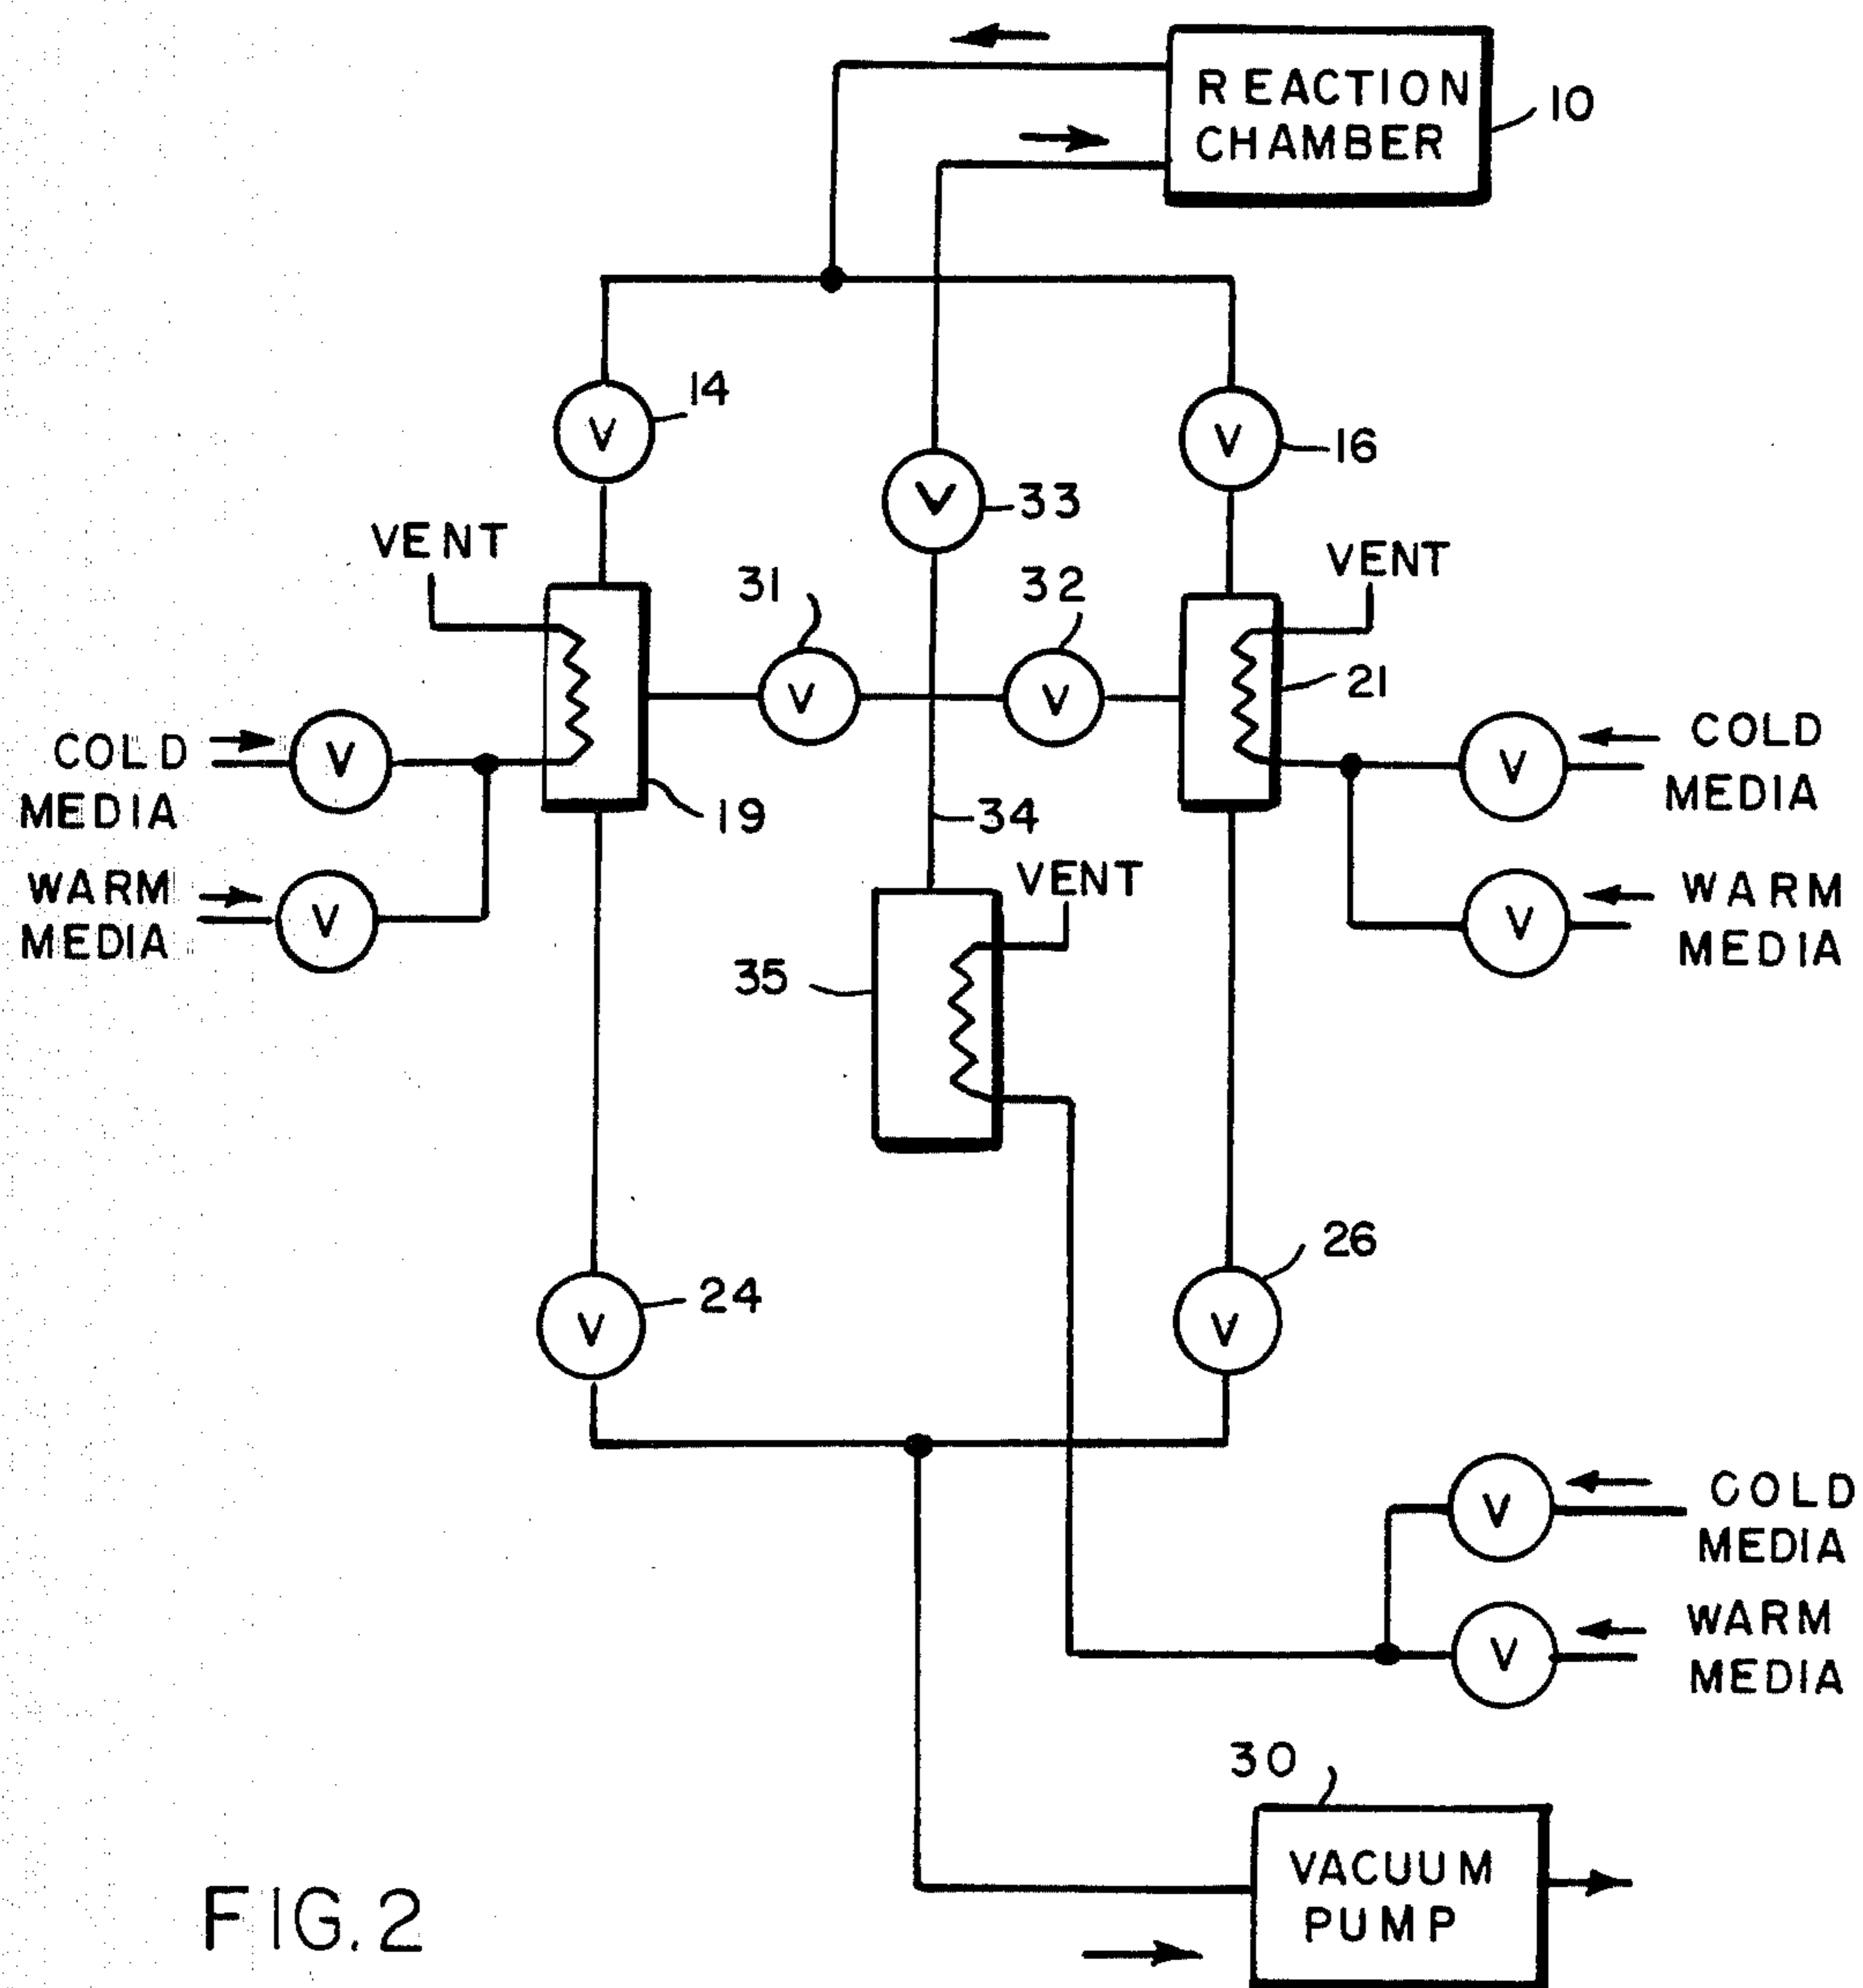 REACTION
CHAMBER
10
14
V
V
16
V
33
VENT
VENT
31
32
V
V
21
COLD
MEDIA
V
19
34
V
COLD
MEDIA
WARM
MEDIA
V
VENT
V
WARM
MEDIA
35
24
V
26
V
V
COLD
MEDIA
V
WARM
MEDIA
30
VACUUM
PUMP
FIG.2